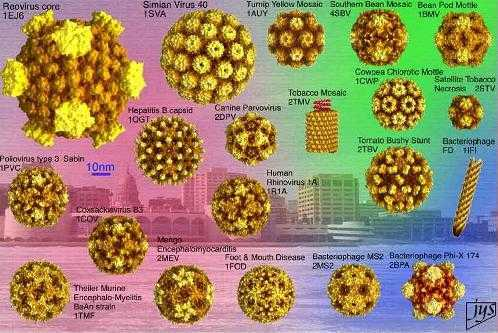 Reovirus core
1EJ6
Simian Virus 40
1SVA
Turnip Yellow Mosaic
1AUY
Southern Bean Mosaic
4SBV
Bean Pod Mottle
1BMV
Cowpea Chlorotic Mottle
1CWP
Satellite Tobacco
Necrosis 2STV
Tobacco Mosaic
2TMV
Hepatitis B capsid
1QGT
Canine Parvovirus
2DPV
Tomato Bushy Stunt
2TBV
Bacteriophage
FD 1IFI
Poliovirus type 3 Sabin
1PVC
10nm
Human
Rhinovirus 1A
1R1A
Coxsackievirus B3
1COV
Mengo
Encephalomyocarditis
2MEV
Foot & Mouth Disease
1FOD
Bacteriophage MS2
2MS2
Bacteriophage Phi-X 174
2BPA
Theiler Murine
Encephalo-Myelitis
BeAn strain
1TMF
jys